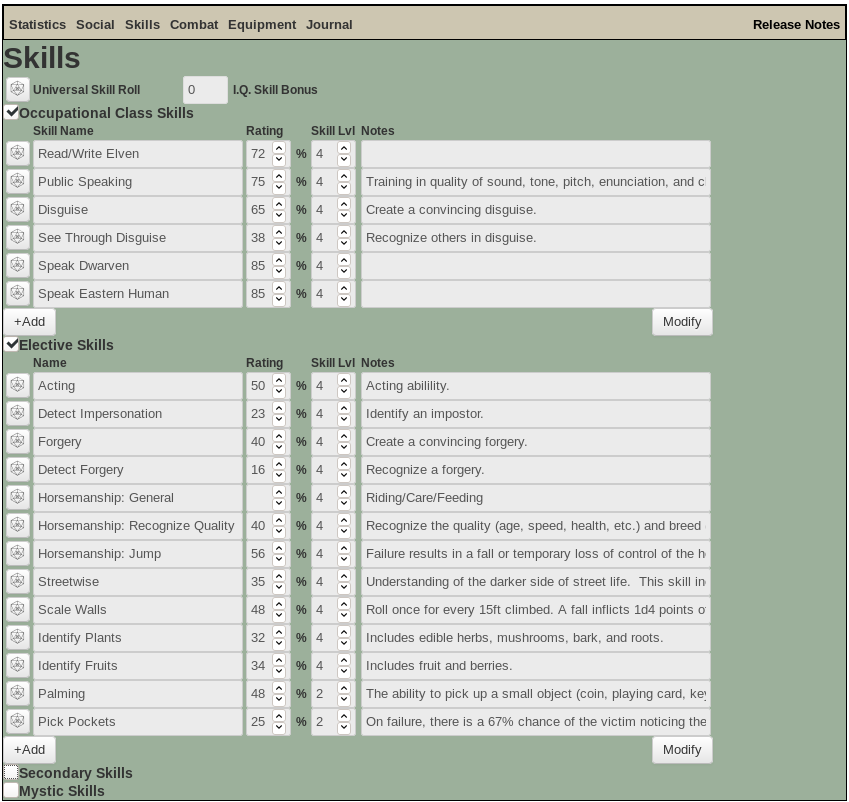 Statistics Social Skills Combat Equipment Journal Release Notes
Skills
Universal Skill Roll 0 I.Q. Skill Bonus
Occupational Class Skills
Skill Name Rating Skill Lvl Notes
Read/Write Elven 72 % 4
Public Speaking 75 % 4 Training in quality of sound, tone, pitch, enunciation, and
Disguise 65 % 4 Create a convincing disguise.
See Through Disguise 38 % 4 Recognize others in disguise.
Speak Dwarven 85 % 4
Speak Eastern Human 85 % 4
+Add Modify
Elective Skills
Name Rating Skill Lvl Notes
Acting 50 % 4 Acting abilility.
Detect Impersonation 23 % 4 Identify an impostor.
Forgery 40 % 4 Create a convincing forgery.
Detect Forgery 16 % 4 Recognize a forgery.
Horsemanship: General % 4 Riding/Care/Feeding
Horsemanship: Recognize Quality 40 % 4 Recognize the quality (age, speed, health, etc.) and breed
Horsemanship: Jump 56 % 4 Failure results in a fall or temporary loss of control of the
Streetwise 35 % 4 Understanding of the darker side of street life. This skill
Scale Walls 48 % 4 Roll once for every 15ft climbed. A fall inflicts 1d4 points
Identify Plants 32 % 4 Includes edible herbs, mushrooms, bark, and roots.
Identify Fruits 34 % 4 Includes fruit and berries.
Palming 48 % 2 The ability to pick up a small object (coin, playing card,
Pick Pockets 25 % 2 On failure, there is a 67% chance of the victim noticing the
+Add Modify
Secondary Skills
Mystic Skills